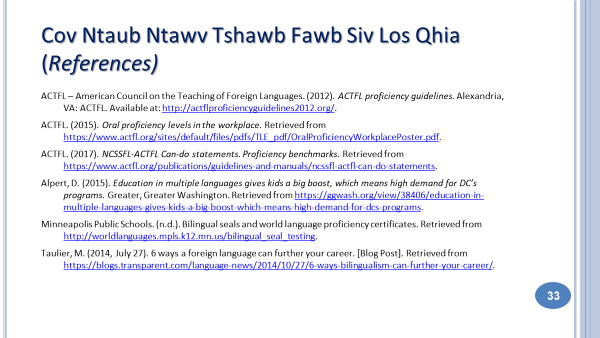 Cov Ntaub Ntawv Tshawb Fawb Siv Los Qhia
(References)
ACTFL – American Council on the Teaching of Foreign Languages. (2012). ACTFL proficiency guidelines. Alexandria,
VA: ACTFL. Available at: http://actflproficiencyguidelines2012.org/.
ACTFL. (2015). Oral proficiency levels in the workplace. Retrieved from
https://www.actfl.org/sites/default/files/pdfs/TLE_pdf/OralProficiencyWorkplacePoster.pdf.
ACTFL. (2017). NCSSFL-ACTFL Can-do statements. Proficiency benchmarks. Retrieved from
https://www.actfl.org/publications/guidelines-and-manuals/ncssfl-actfl-can-do-statements.
Alpert, D. (2015). Education in multiple languages gives kids a big boost, which means high demand for DC's
programs. Greater, Greater Washington. Retrieved from https://ggwash.org/view/38406/education-
in-multiple-languages-gives-kids-a-big-boost-which-means-high-demand-for-dcs-programs.
Minneapolis Public Schools. (n.d.). Bilingual seals and world language proficiency certificates. Retrieved from
http://worldlanguages.mpls.k12.mn.us/bilingual_seal_testing.
Taulier, M. (2014, July 27). 6 ways a foreign language can further your career. [Blog Post]. Retrieved from
https://blogs.transparent.com/language-news/2014/10/27/6-ways-bilingualism-can-further-your-career/.
33